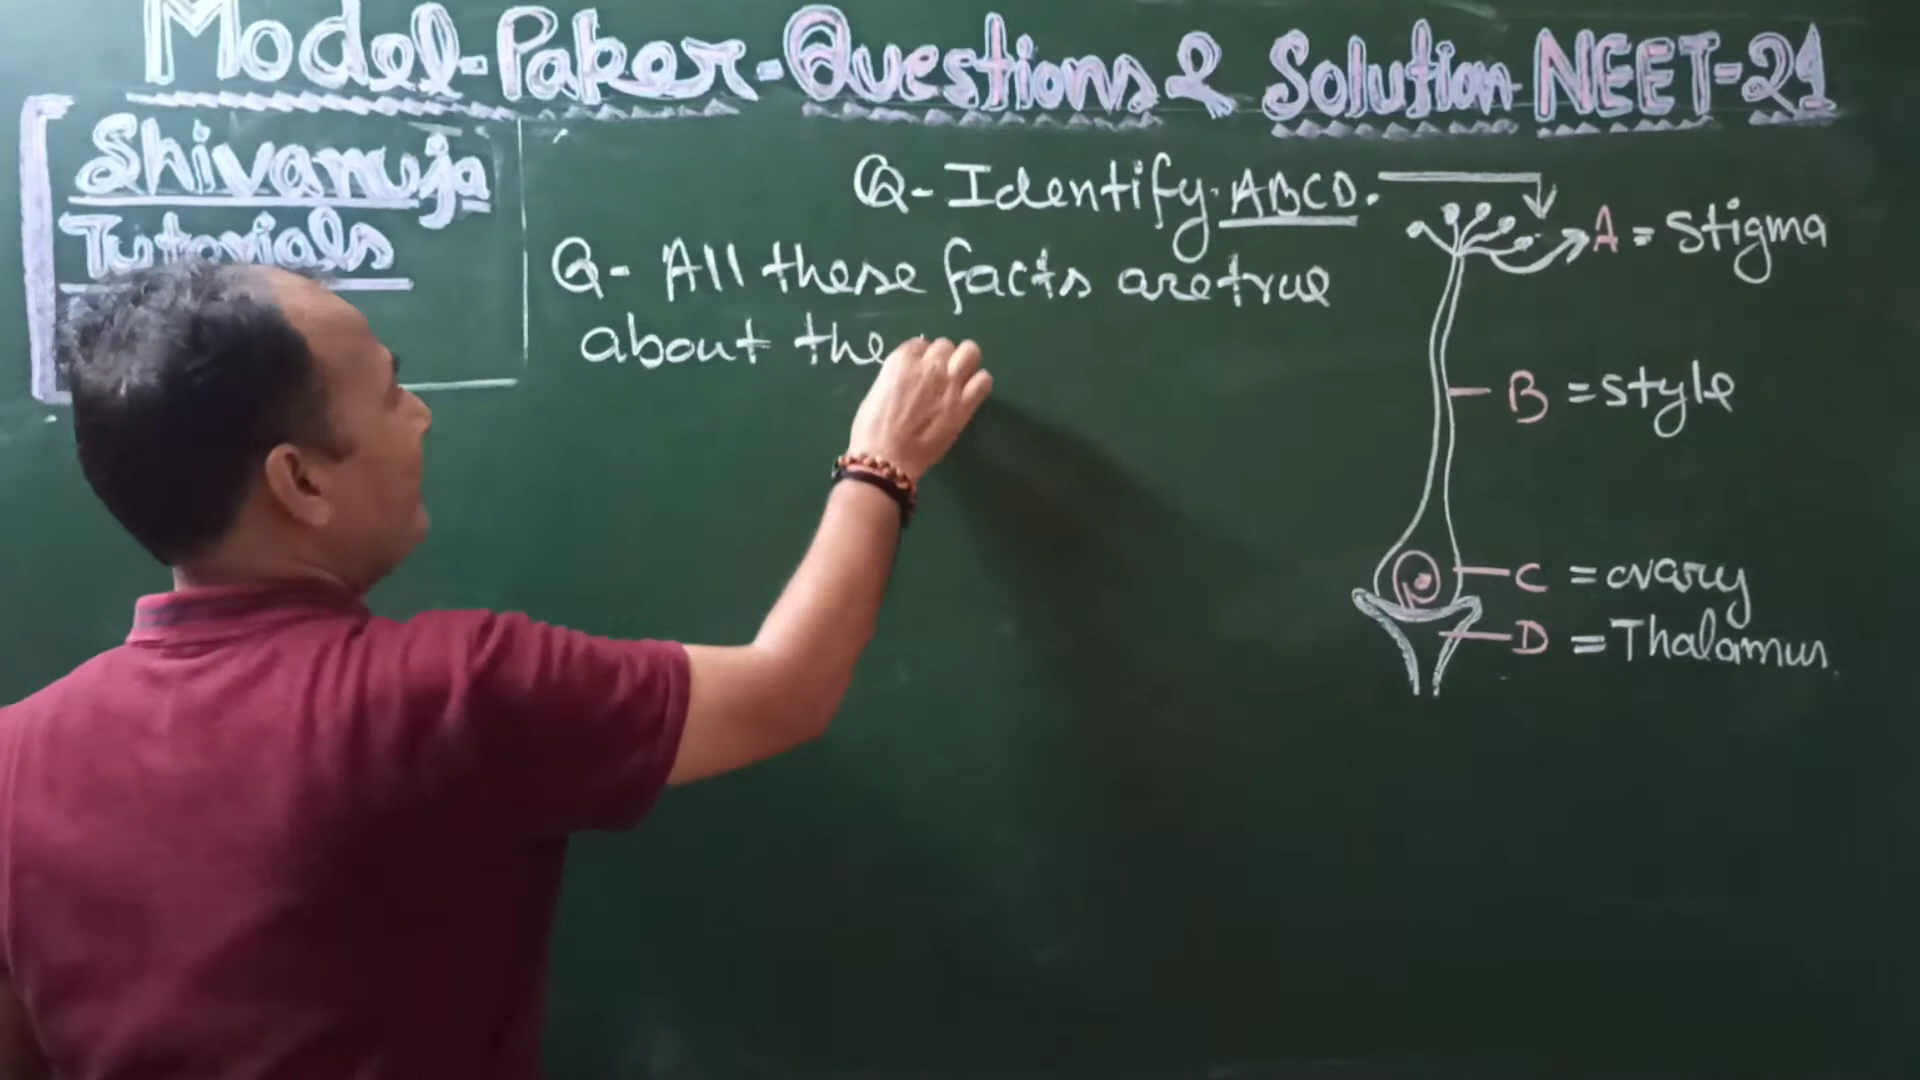 Model-Paker-Questions & Solution NEET-21
Shivanuja
Tutorials
Q- Identify. ABCD.
A = Stigma
Q- All these facts are true
about the
B = style
C = ovary
D = Thalamus.